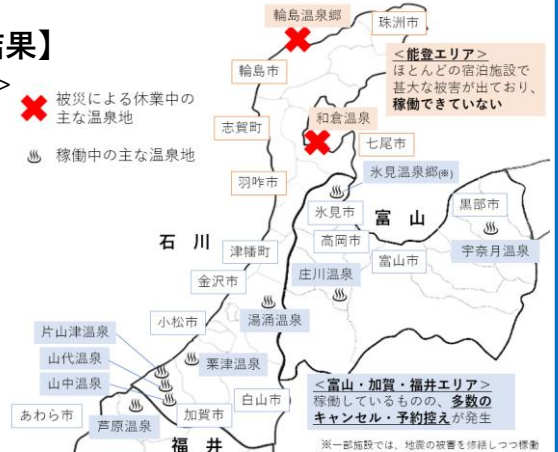 結果】
>
被災による休業中の
主な温泉地
稼働中の主な温泉地
輪島温泉郷
珠洲市
輪島市
<能登エリア>
ほとんどの宿泊施設で
甚大な被害が出ており、
稼働できていない
和倉温泉
志賀町
七尾市
氷見温泉郷(※)
羽咋市
氷見市
富山
黒部市
高岡市
石川
津幡町
富山市
宇奈月温泉
庄川温泉
金沢市
小松市
湯涌温泉
片山津温泉
山代温泉
粟津温泉
山中温泉
<富山・加賀・福井エリア>
稼働しているものの、多数の
キャンセル・予約控えが発生
白山市
加賀市
あわら市
芦原温泉
福井
※一部施設では、地震の被害を修繕しつつ稼働